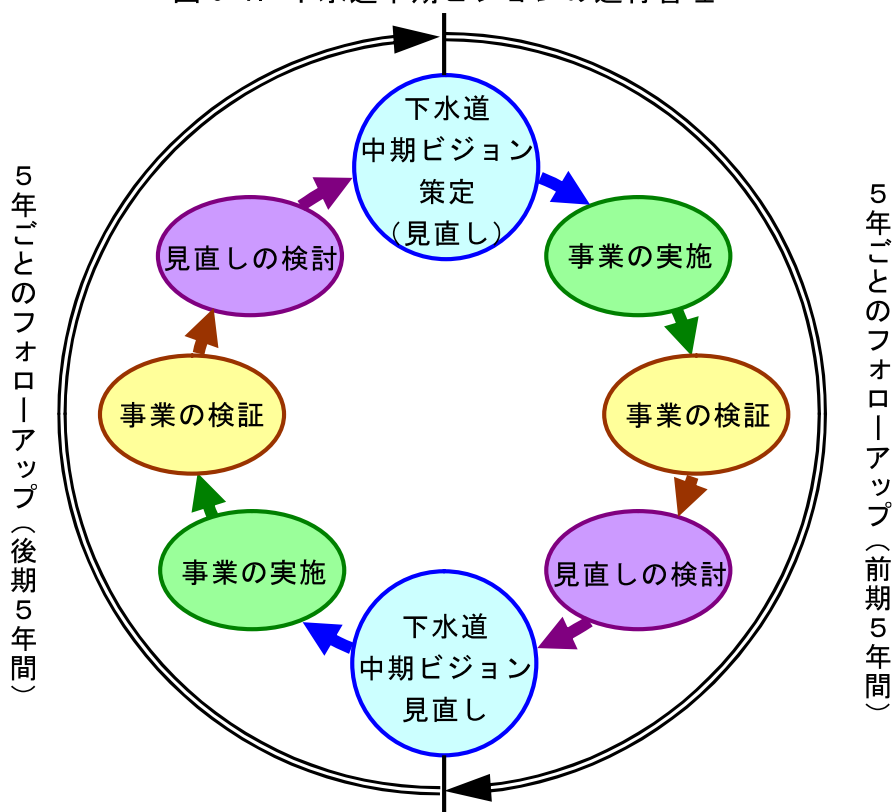 下水道
中期ビジョン
策定
（見直し）
事業の実施
事業の検証
見直しの検討
下水道
中期ビジョン
見直し
事業の実施
事業の検証
見直しの検討
５年ごとのフォローアップ（前期５年間）
５年ごとのフォローアップ（後期５年間）